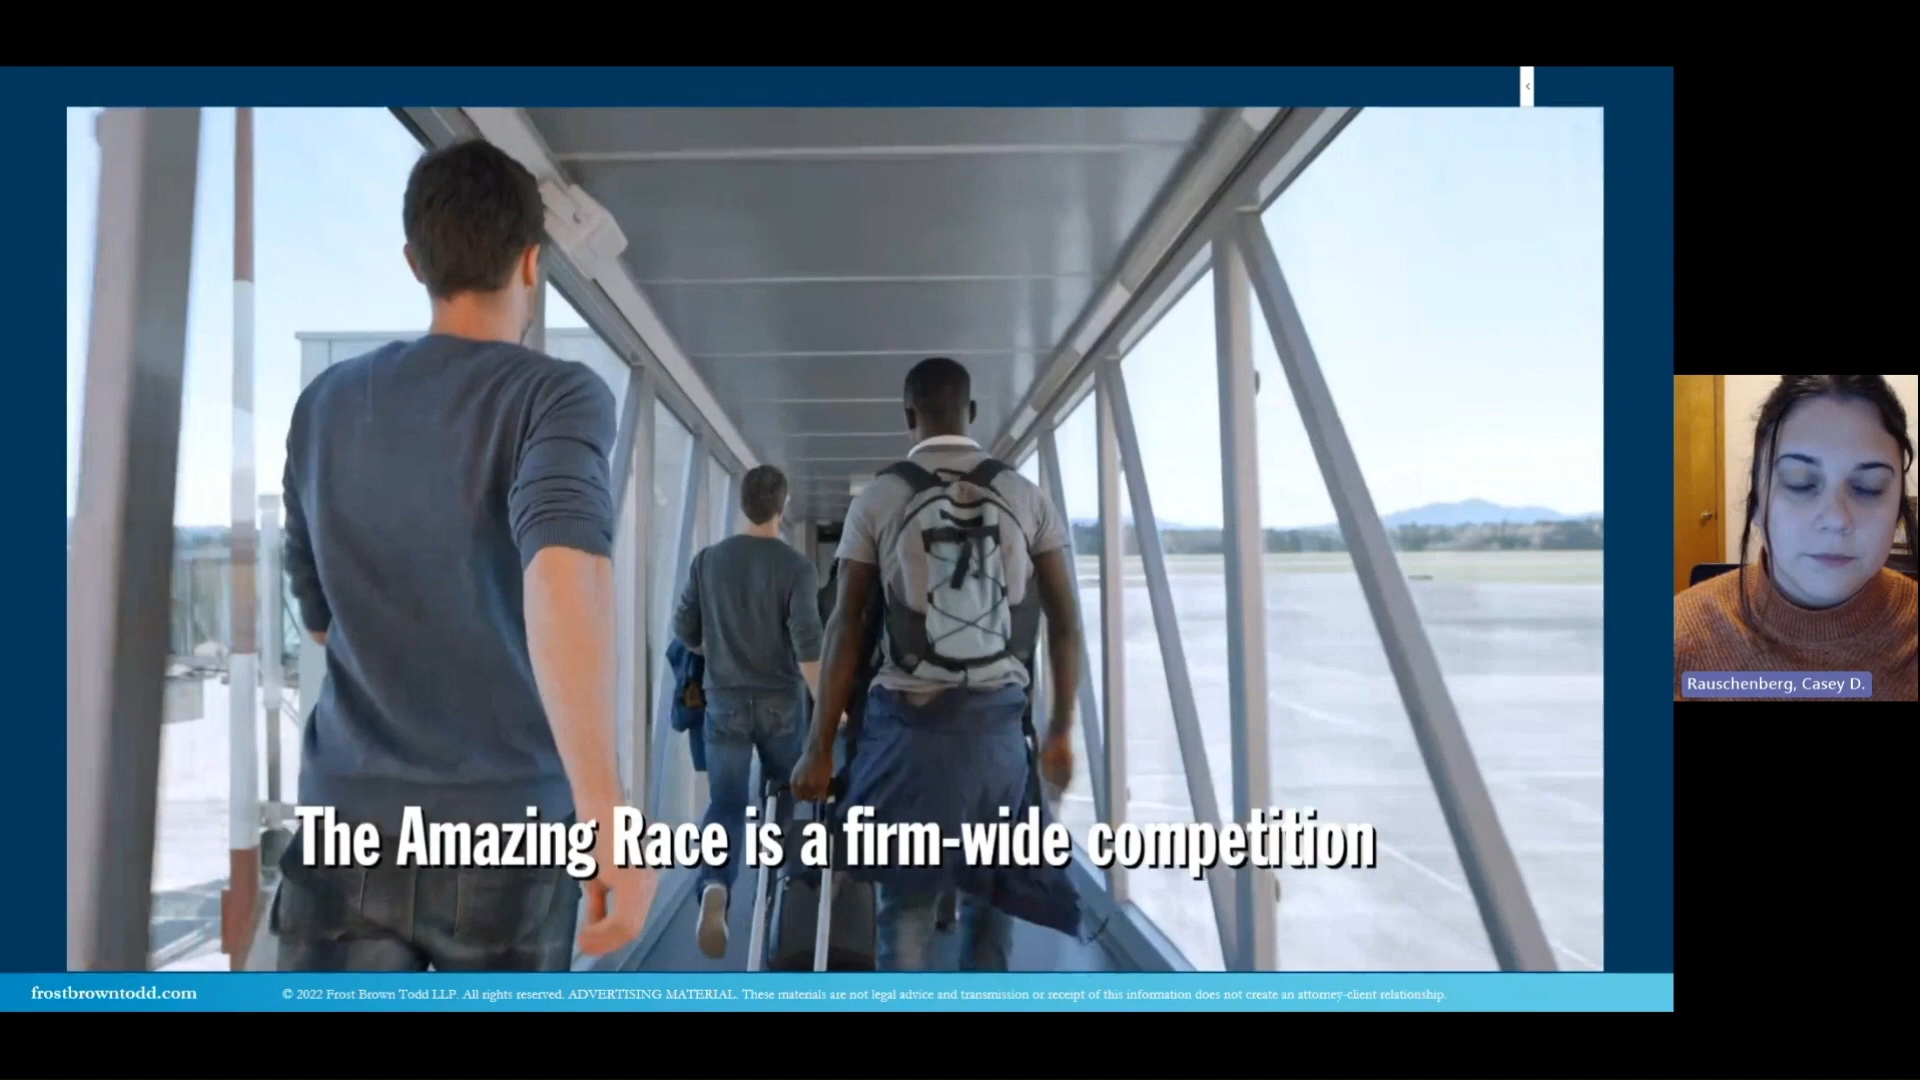 The Amazing Race is a firm-wide competition
Rauschenberg, Casey D.
frostbrowntodd.com
© 2022 Frost Brown Todd LLP. All rights reserved. ADVERTISING MATERIAL. These materials are not legal advice and transmission or receipt of this information does not create an attorney-client relationship.